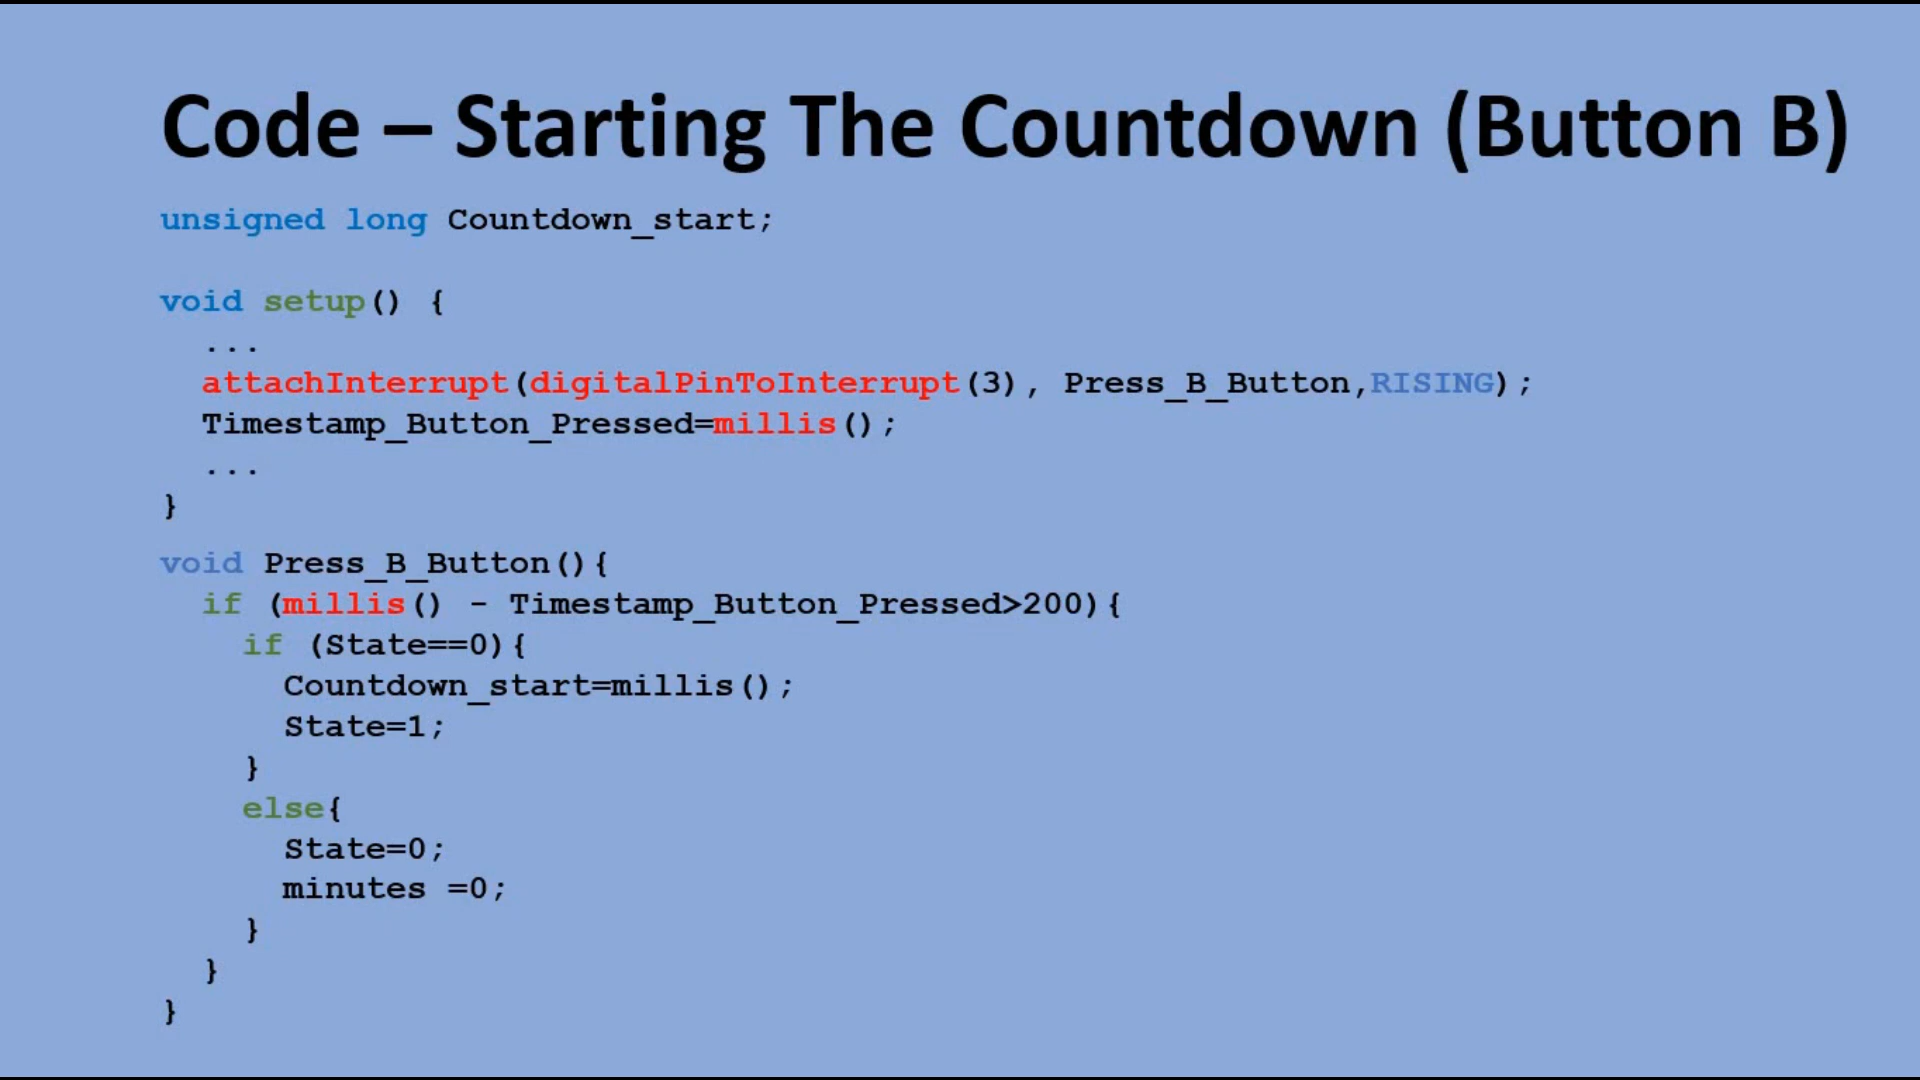 Code – Starting The Countdown (Button B)
unsigned long Countdown_start;
void setup() {
...
attachInterrupt(digitalPinToInterrupt(3), Press_B_Button,RISING);
Timestamp_Button_Pressed=millis();
...
}
void Press_B_Button(){
if (millis() - Timestamp_Button_Pressed>200){
if (State==0){
Countdown_start=millis();
State=1;
}
else{
State=0;
minutes =0;
}
}
}